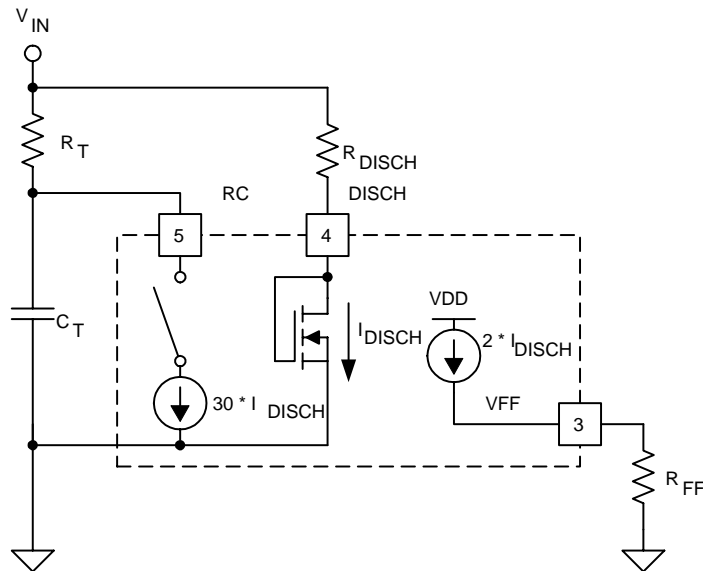 V IN
R T
R DISCH
RC
DISCH
5
4
C T
I DISCH
VDD
2 * I DISCH
30 * I DISCH
VFF
3
R FF